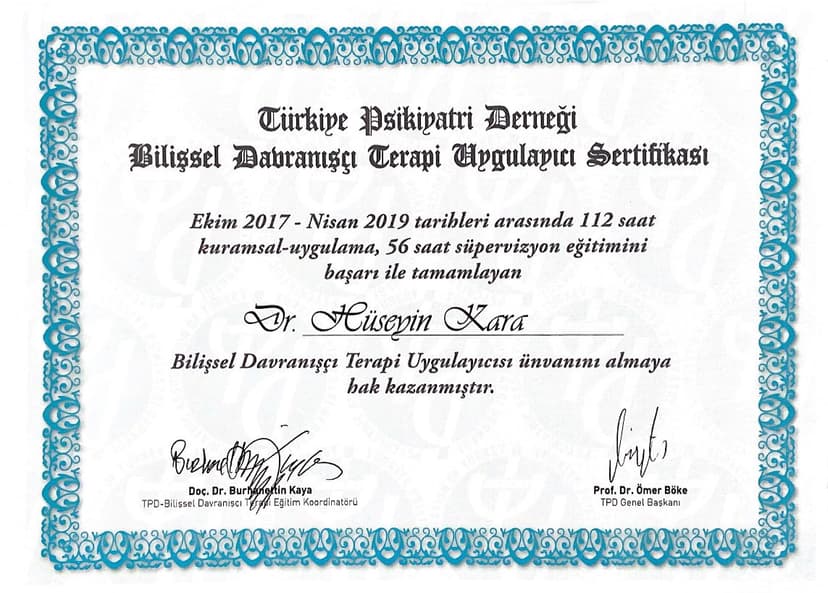 Türkiye Psikiyatri Derneği
Bilişsel Davranışçı Terapi Uygulayıcı Sertifikası
Ekim 2017 - Nisan 2019 tarihleri arasında 112 saat
kuramsal-uygulama, 56 saat süpervizyon eğitimini
başarı ile tamamlayan
Dr. Hüseyin Kara
Bilişsel Davranışçı Terapi Uygulayıcısı ünvanını almaya
hak kazanmıştır.
Doç. Dr. Burhanettin Kaya
TPD-Bilişsel Davranışcı Terapi Eğitim Koordinatörü
Prof. Dr. Ömer Böke
TPD Genel Başkanı